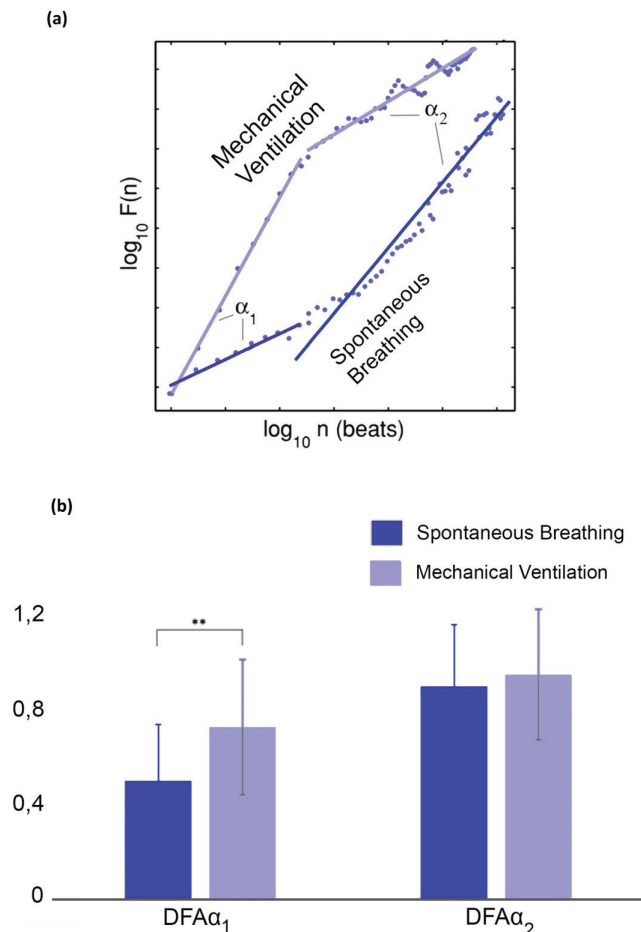 (a)
Mechanical
Ventilation
α2
log10 F(n)
α1
Spontaneous
Breathing
log10 n (beats)
(b)
Spontaneous Breathing
Mechanical Ventilation
1,2
**
0,8
0,4
0
DFAα1
DFAα2